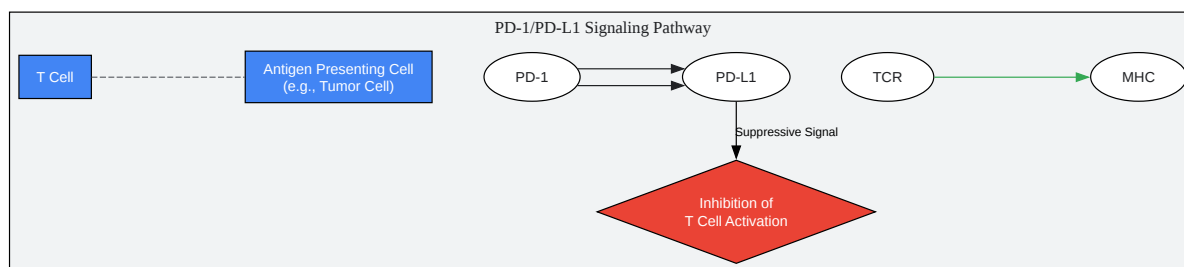 PD-1/PD-L1 Signaling Pathway
T Cell
Antigen Presenting Cell
(e.g., Tumor Cell)
PD-1
PD-L1
TCR
MHC
Suppressive Signal
Inhibition of
T Cell Activation